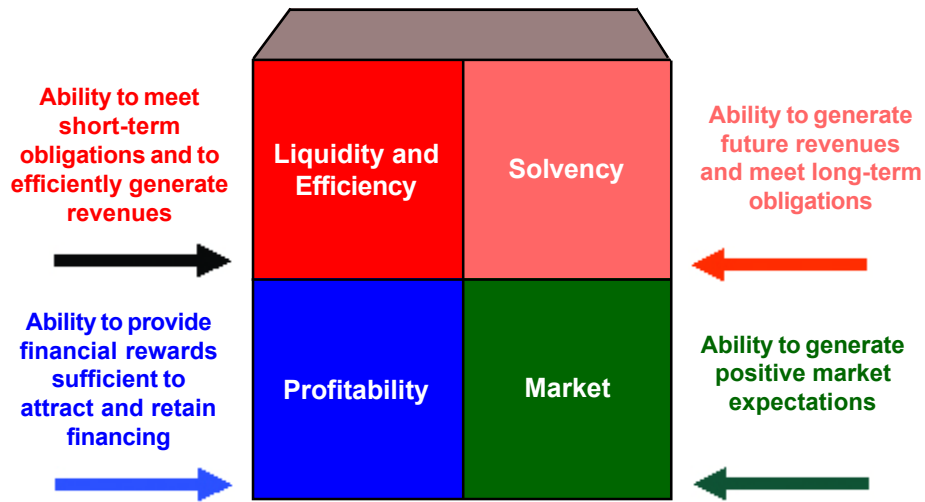 Ability to meet
short-term
obligations and to
efficiently generate
revenues
Liquidity and
Efficiency
Solvency
Ability to generate
future revenues
and meet long-term
obligations
Ability to provide
financial rewards
sufficient to
attract and retain
financing
Profitability
Market
Ability to generate
positive market
expectations